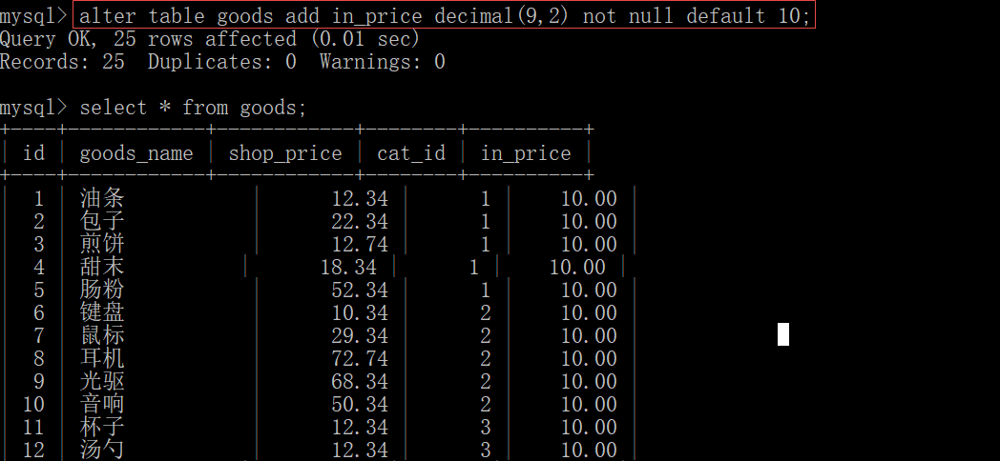 mysql> alter table goods add in_price decimal(9,2) not null default 10;
Query OK, 25 rows affected (0.01 sec)
Records: 25  Duplicates: 0  Warnings: 0
mysql> select * from goods;
+----+------------+------------+--------+----------+
| id | goods_name | shop_price | cat_id | in_price |
+----+------------+------------+--------+----------+
| 1 | 油条 | 12.34 | 1 | 10.00 |
| 2 | 包子 | 22.34 | 1 | 10.00 |
| 3 | 煎饼 | 12.74 | 1 | 10.00 |
| 4 | 甜末 | 18.34 | 1 | 10.00 |
| 5 | 肠粉 | 52.34 | 1 | 10.00 |
| 6 | 键盘 | 10.34 | 2 | 10.00 |
| 7 | 鼠标 | 29.34 | 2 | 10.00 |
| 8 | 耳机 | 72.74 | 2 | 10.00 |
| 9 | 光驱 | 68.34 | 2 | 10.00 |
| 10 | 音响 | 50.34 | 2 | 10.00 |
| 11 | 杯子 | 12.34 | 3 | 10.00 |
| 12 | 汤勺 | 12.34 | 3 | 10.00 |